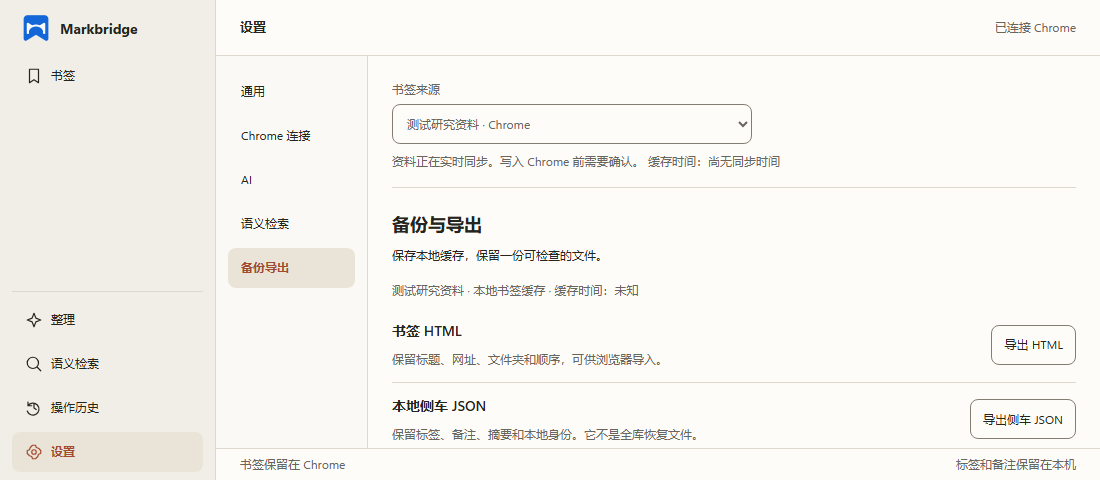 Markbridge
书签
整理
语义检索
操作历史
设置
设置
已连接 Chrome
通用
Chrome 连接
AI
语义检索
备份导出
书签来源
测试研究资料 · Chrome
资料正在实时同步。写入 Chrome 前需要确认。 缓存时间：尚无同步时间
备份与导出
保存本地缓存，保留一份可检查的文件。
测试研究资料 · 本地书签缓存 · 缓存时间：未知
书签 HTML
保留标题、网址、文件夹和顺序，可供浏览器导入。
导出 HTML
本地侧车 JSON
保留标签、备注、摘要和本地身份。它不是全库恢复文件。
导出侧车 JSON
书签保留在 Chrome
标签和备注保留在本机